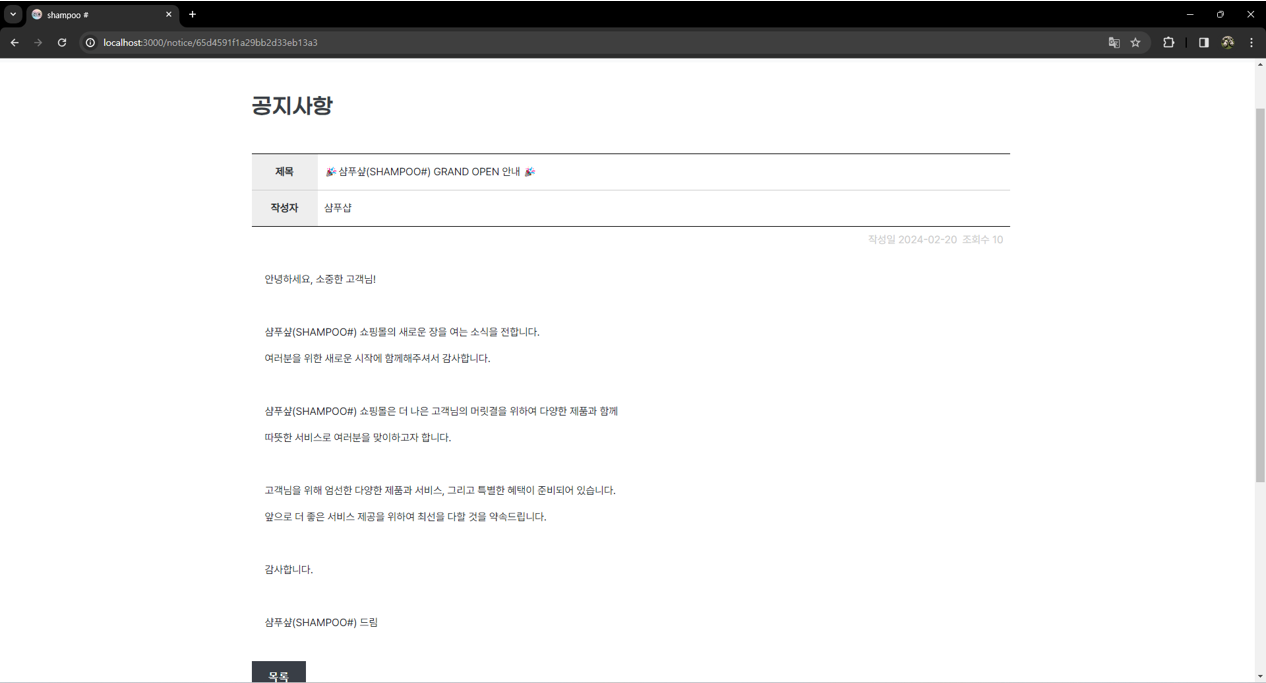 shampoo #
localhost:3000/notice/65d4591f1a29bb2d33eb13a3
공지사항
제목 🎉 샴푸샾(SHAMPOO#) GRAND OPEN 안내 🎉
작성자 샴푸샵
작성일 2024-02-20 조회수 10
안녕하세요, 소중한 고객님!
샴푸샾(SHAMPOO#) 쇼핑몰의 새로운 장을 여는 소식을 전합니다.
여러분을 위한 새로운 시작에 함께해주셔서 감사합니다.
샴푸샾(SHAMPOO#) 쇼핑몰은 더 나은 고객님의 머릿결을 위하여 다양한 제품과 함께
따뜻한 서비스로 여러분을 맞이하고자 합니다.
고객님을 위해 엄선한 다양한 제품과 서비스, 그리고 특별한 혜택이 준비되어 있습니다.
앞으로 더 좋은 서비스 제공을 위하여 최선을 다할 것을 약속드립니다.
감사합니다.
샴푸샾(SHAMPOO#) 드림
목록